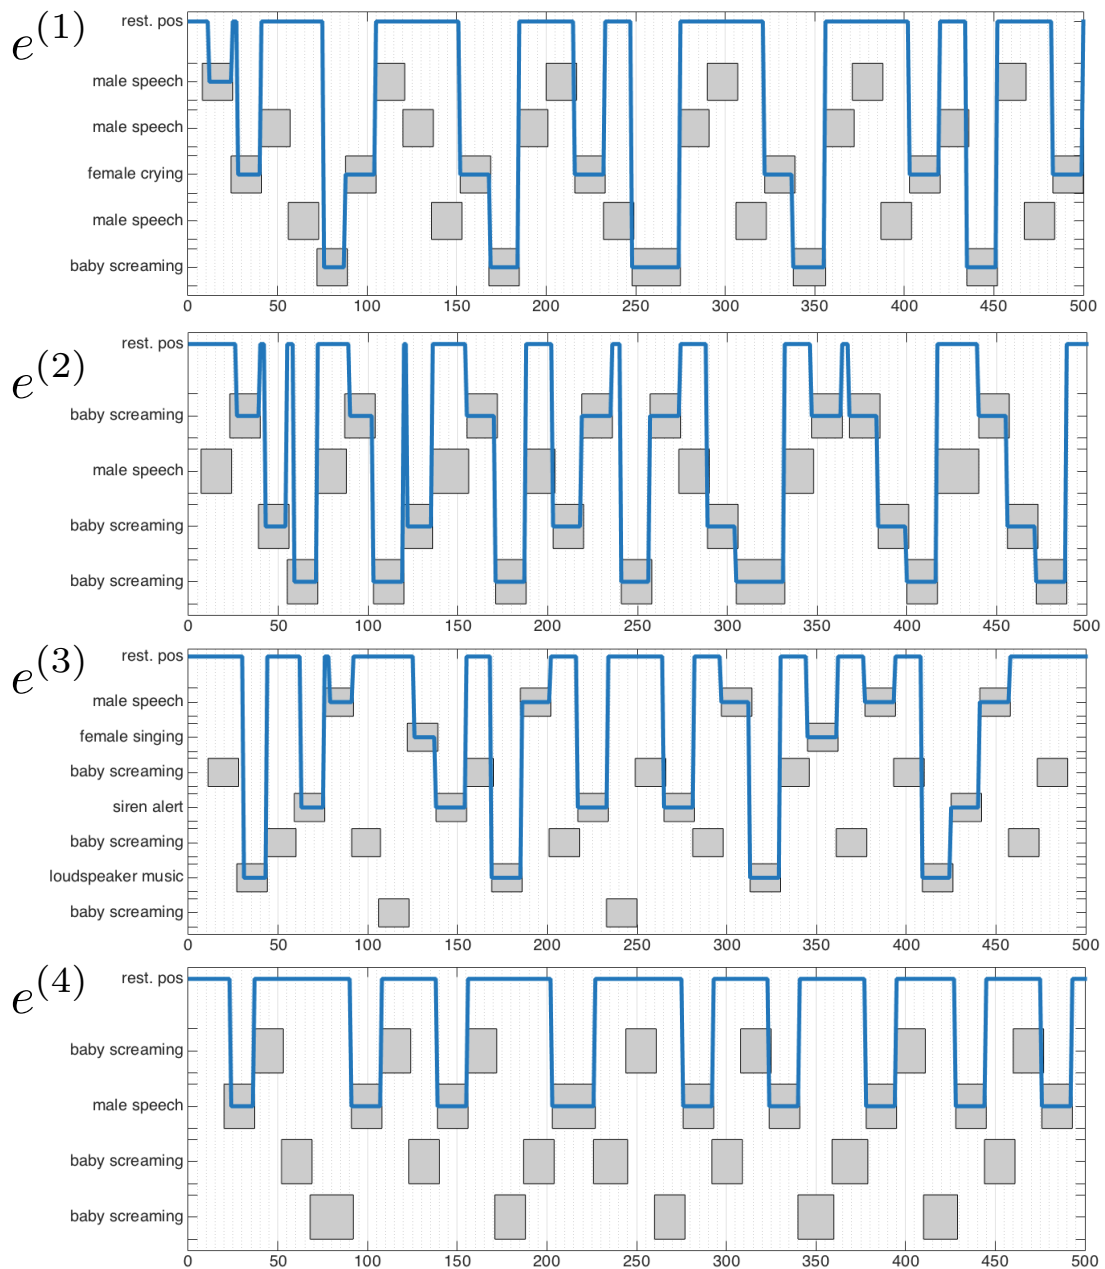 e(1)
rest. pos
male speech
male speech
female crying
male speech
baby screaming
0 50 100 150 200 250 300 350 400 450 500
e(2)
rest. pos
baby screaming
male speech
baby screaming
baby screaming
0 50 100 150 200 250 300 350 400 450 500
e(3)
rest. pos
male speech
female singing
baby screaming
siren alert
baby screaming
loudspeaker music
baby screaming
0 50 100 150 200 250 300 350 400 450 500
e(4)
rest. pos
baby screaming
male speech
baby screaming
baby screaming
0 50 100 150 200 250 300 350 400 450 500